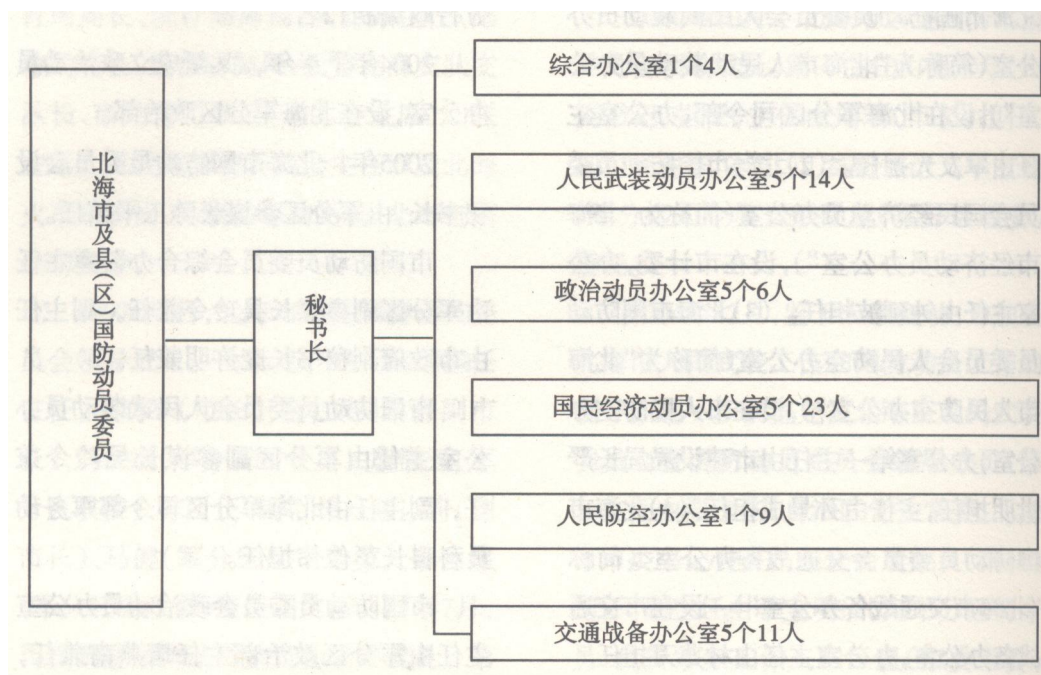 北海市及县(区)国防动员委员
秘书长
综合办公室1个4人
人民武装动员办公室5个14人
政治动员办公室5个6人
国民经济动员办公室5个23人
人民防空办公室1个9人
交通战备办公室5个11人